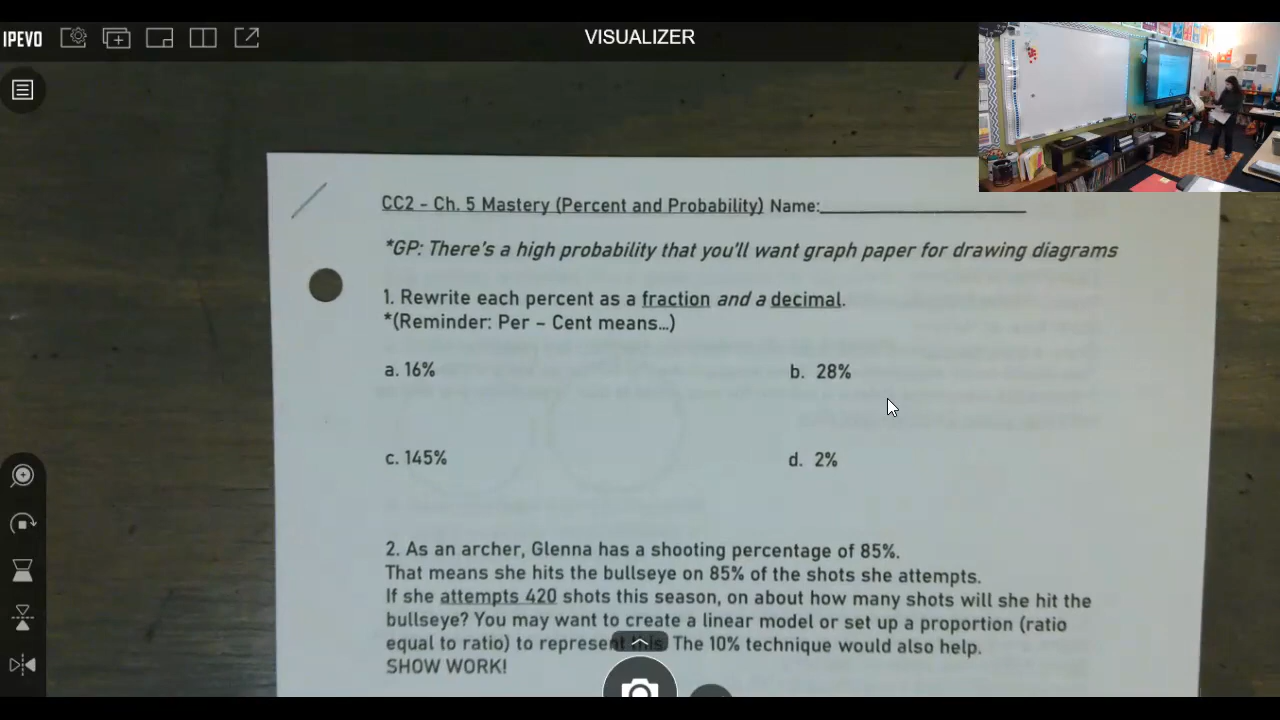 IPEVO
VISUALIZER
CC2 - Ch. 5 Mastery (Percent and Probability) Name:
*GP: There's a high probability that you'll want graph paper for drawing diagrams
1. Rewrite each percent as a fraction and a decimal.
*(Reminder: Per – Cent means...)
a. 16%
b. 28%
c. 145%
d. 2%
2. As an archer, Glenna has a shooting percentage of 85%.
That means she hits the bullseye on 85% of the shots she attempts.
If she attempts 420 shots this season, on about how many shots will she hit the
bullseye? You may want to create a linear model or set up a proportion (ratio
equal to ratio) to represent this. The 10% technique would also help.
SHOW WORK!